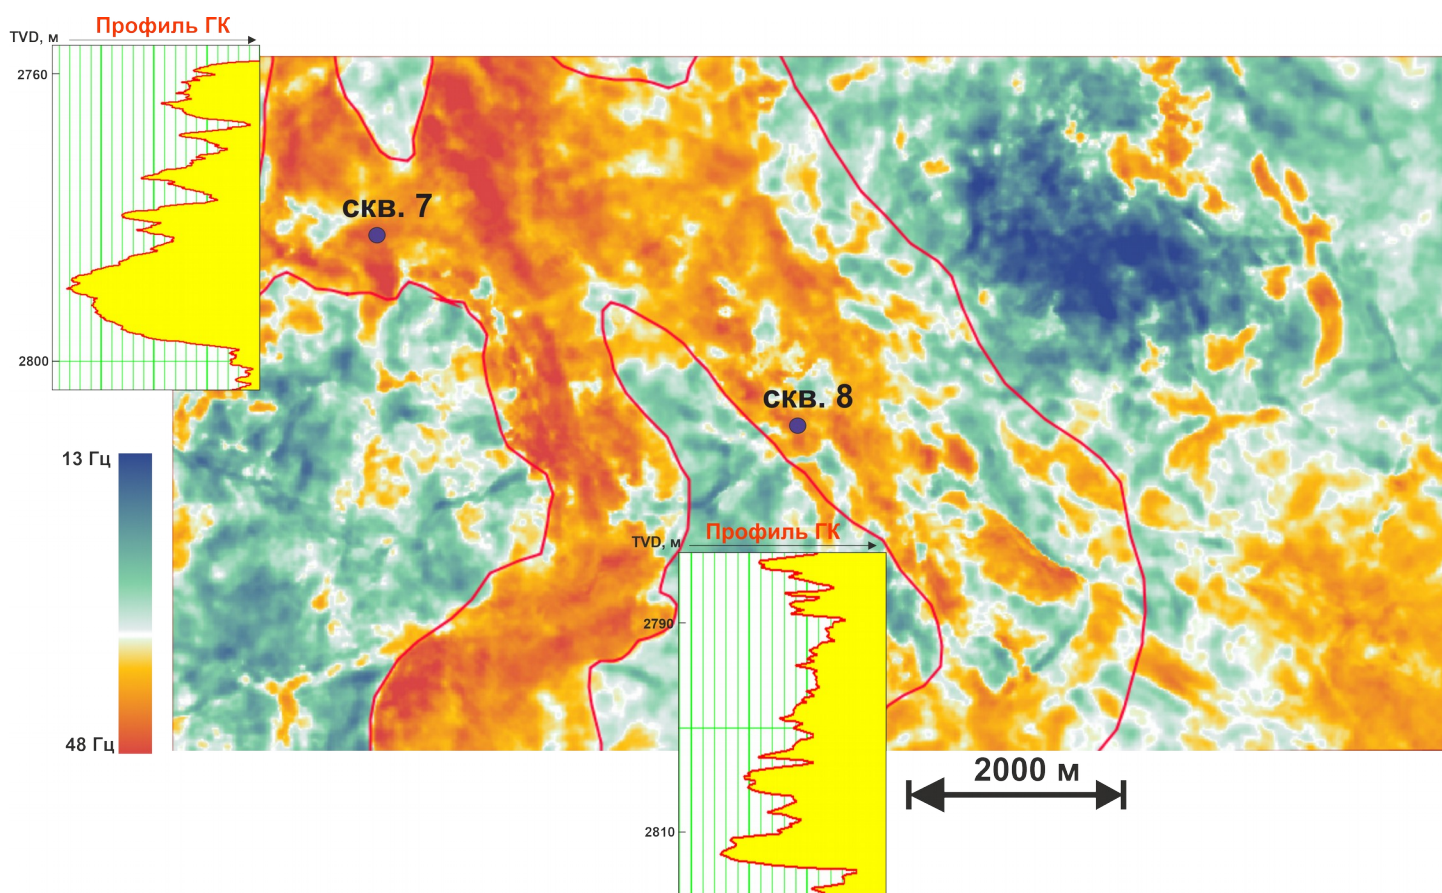 Профиль ГК
TVD, м
2760
2800
скв. 7
скв. 8
13 Гц
48 Гц
Профиль ГК
TVD, м
2790
2810
2000 м